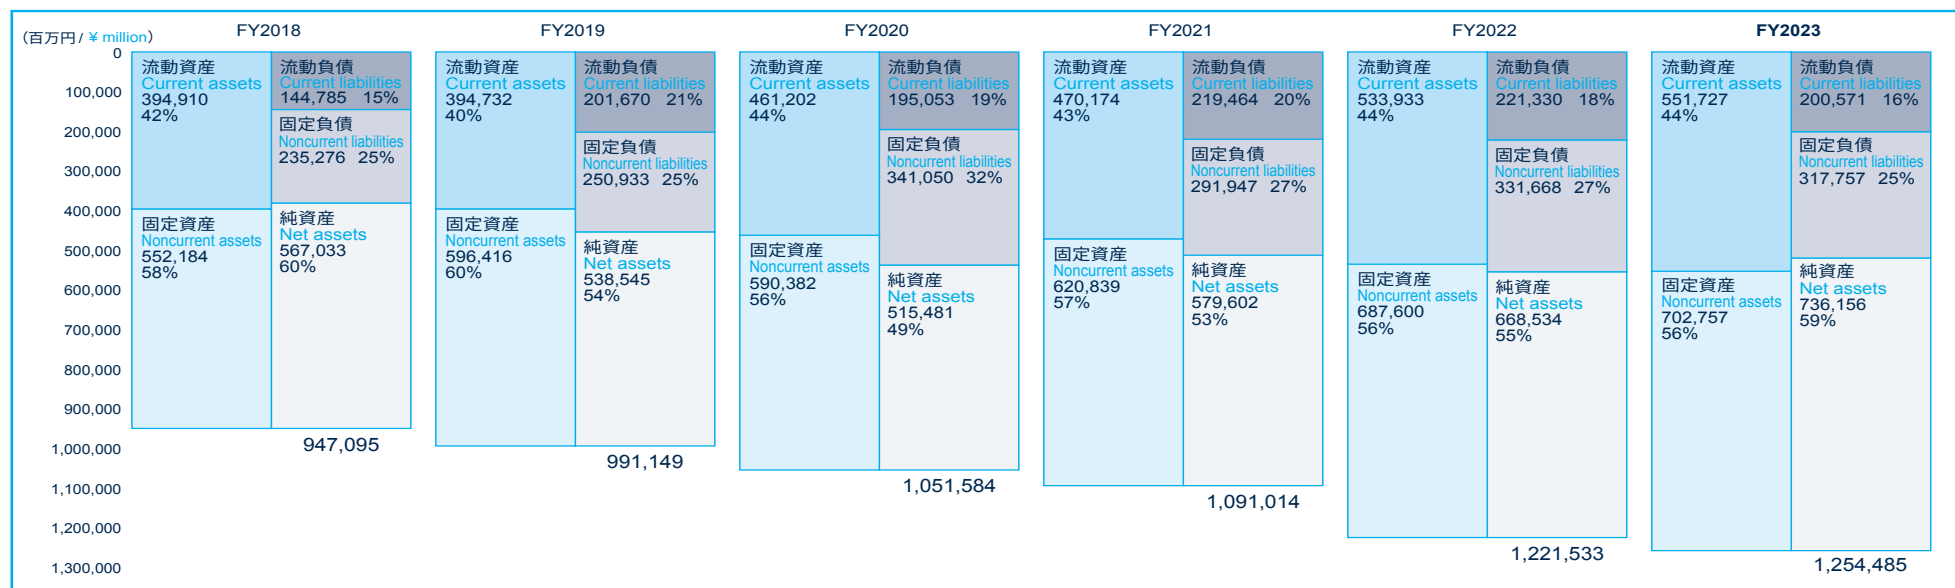 (百万円 / ¥ million)
0
100,000
200,000
300,000
400,000
500,000
600,000
700,000
800,000
900,000
1,000,000
1,100,000
1,200,000
1,300,000
FY2018
流動資産
Current assets
394,910
42%
固定資産
Noncurrent assets
552,184
58%
流動負債
Current liabilities
144,785 15%
固定負債
Noncurrent liabilities
235,276 25%
純資産
Net assets
567,033
60%
947,095
FY2019
流動資産
Current assets
394,732
40%
固定資産
Noncurrent assets
596,416
60%
流動負債
Current liabilities
201,670 21%
固定負債
Noncurrent liabilities
250,933 25%
純資産
Net assets
538,545
54%
991,149
FY2020
流動資産
Current assets
461,202
44%
固定資産
Noncurrent assets
590,382
56%
流動負債
Current liabilities
195,053 19%
固定負債
Noncurrent liabilities
341,050 32%
純資産
Net assets
515,481
49%
1,051,584
FY2021
流動資産
Current assets
470,174
43%
固定資産
Noncurrent assets
620,839
57%
流動負債
Current liabilities
219,464 20%
固定負債
Noncurrent liabilities
291,947 27%
純資産
Net assets
579,602
53%
1,091,014
FY2022
流動資産
Current assets
533,933
44%
固定資産
Noncurrent assets
687,600
56%
流動負債
Current liabilities
221,330 18%
固定負債
Noncurrent liabilities
331,668 27%
純資産
Net assets
668,534
55%
1,221,533
FY2023
流動資産
Current assets
551,727
44%
固定資産
Noncurrent assets
702,757
56%
流動負債
Current liabilities
200,571 16%
固定負債
Noncurrent liabilities
317,757 25%
純資産
Net assets
736,156
59%
1,254,485